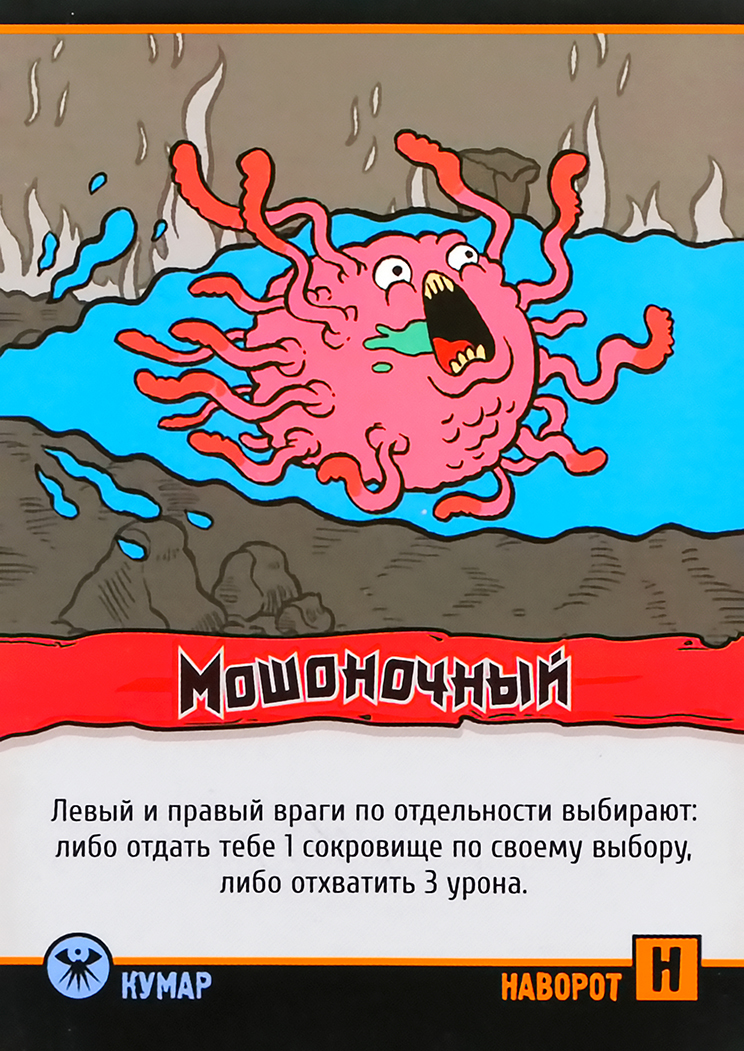 Мошоночный
Левый и правый враги по отдельности выбирают:
либо отдать тебе 1 сокровище по своему выбору,
либо отхватить 3 урона.
КУМАР
НАВОРОТ Н